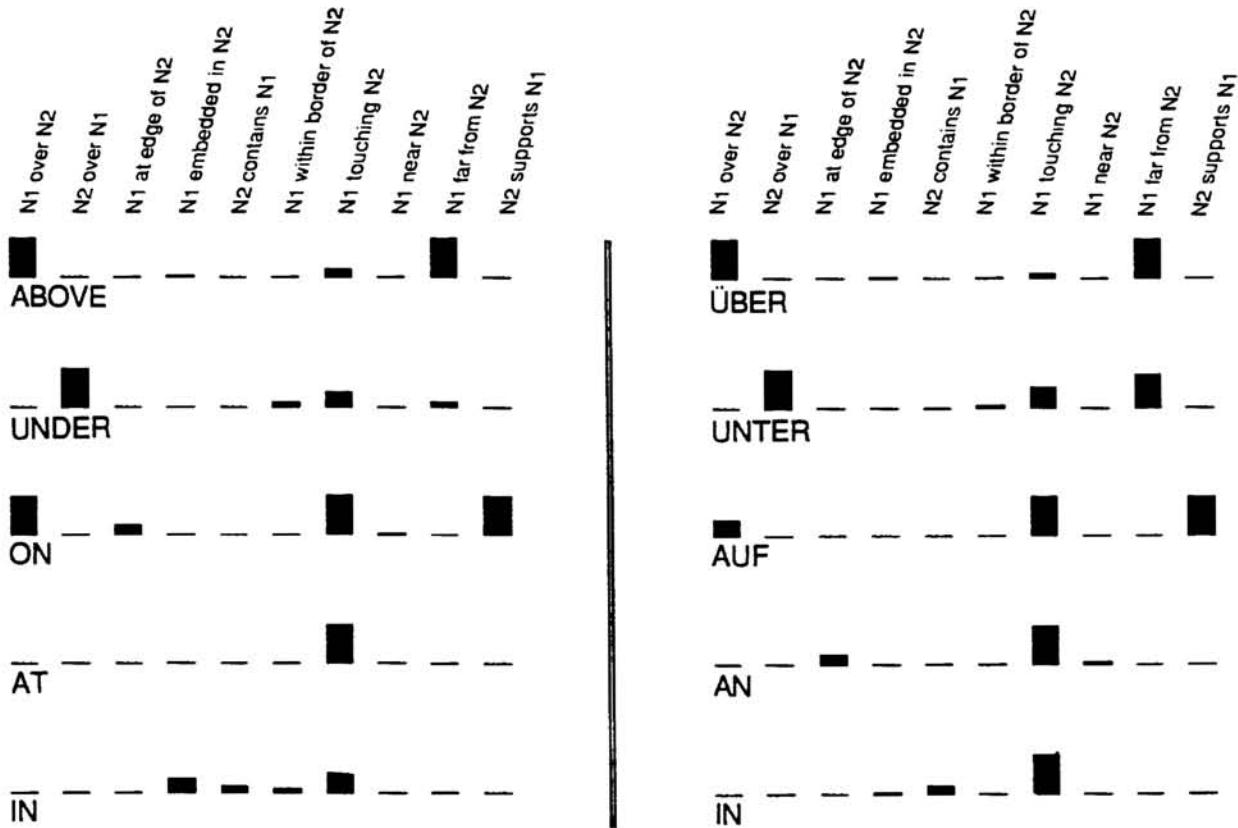 N1 over N2
N2 over N1
N1 at edge of N2
N1 embedded in N2
N2 contains N1
N1 within border of N2
N1 touching N2
N1 near N2
N1 far from N2
N2 supports N1
ABOVE
UNDER
ON
AT
IN
N1 over N2
N2 over N1
N1 at edge of N2
N1 embedded in N2
N2 contains N1
N1 within border of N2
N1 touching N2
N1 near N2
N1 far from N2
N2 supports N1
ÜBER
UNTER
AUF
AN
IN